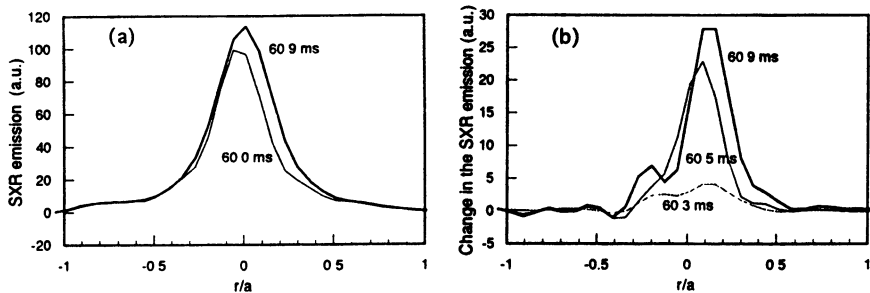 (a)
SXR emission (a.u.)
120
100
80
60
40
20
0
-20
60 9 ms
60 0 ms
-1
-0 5
0
0 5
1
r/a
(b)
Change in the SXR emission (a.u.)
30
25
20
15
10
5
0
-5
60 9 ms
60 5 ms
60 3 ms
-1
-0.5
0
0 5
1
r/a